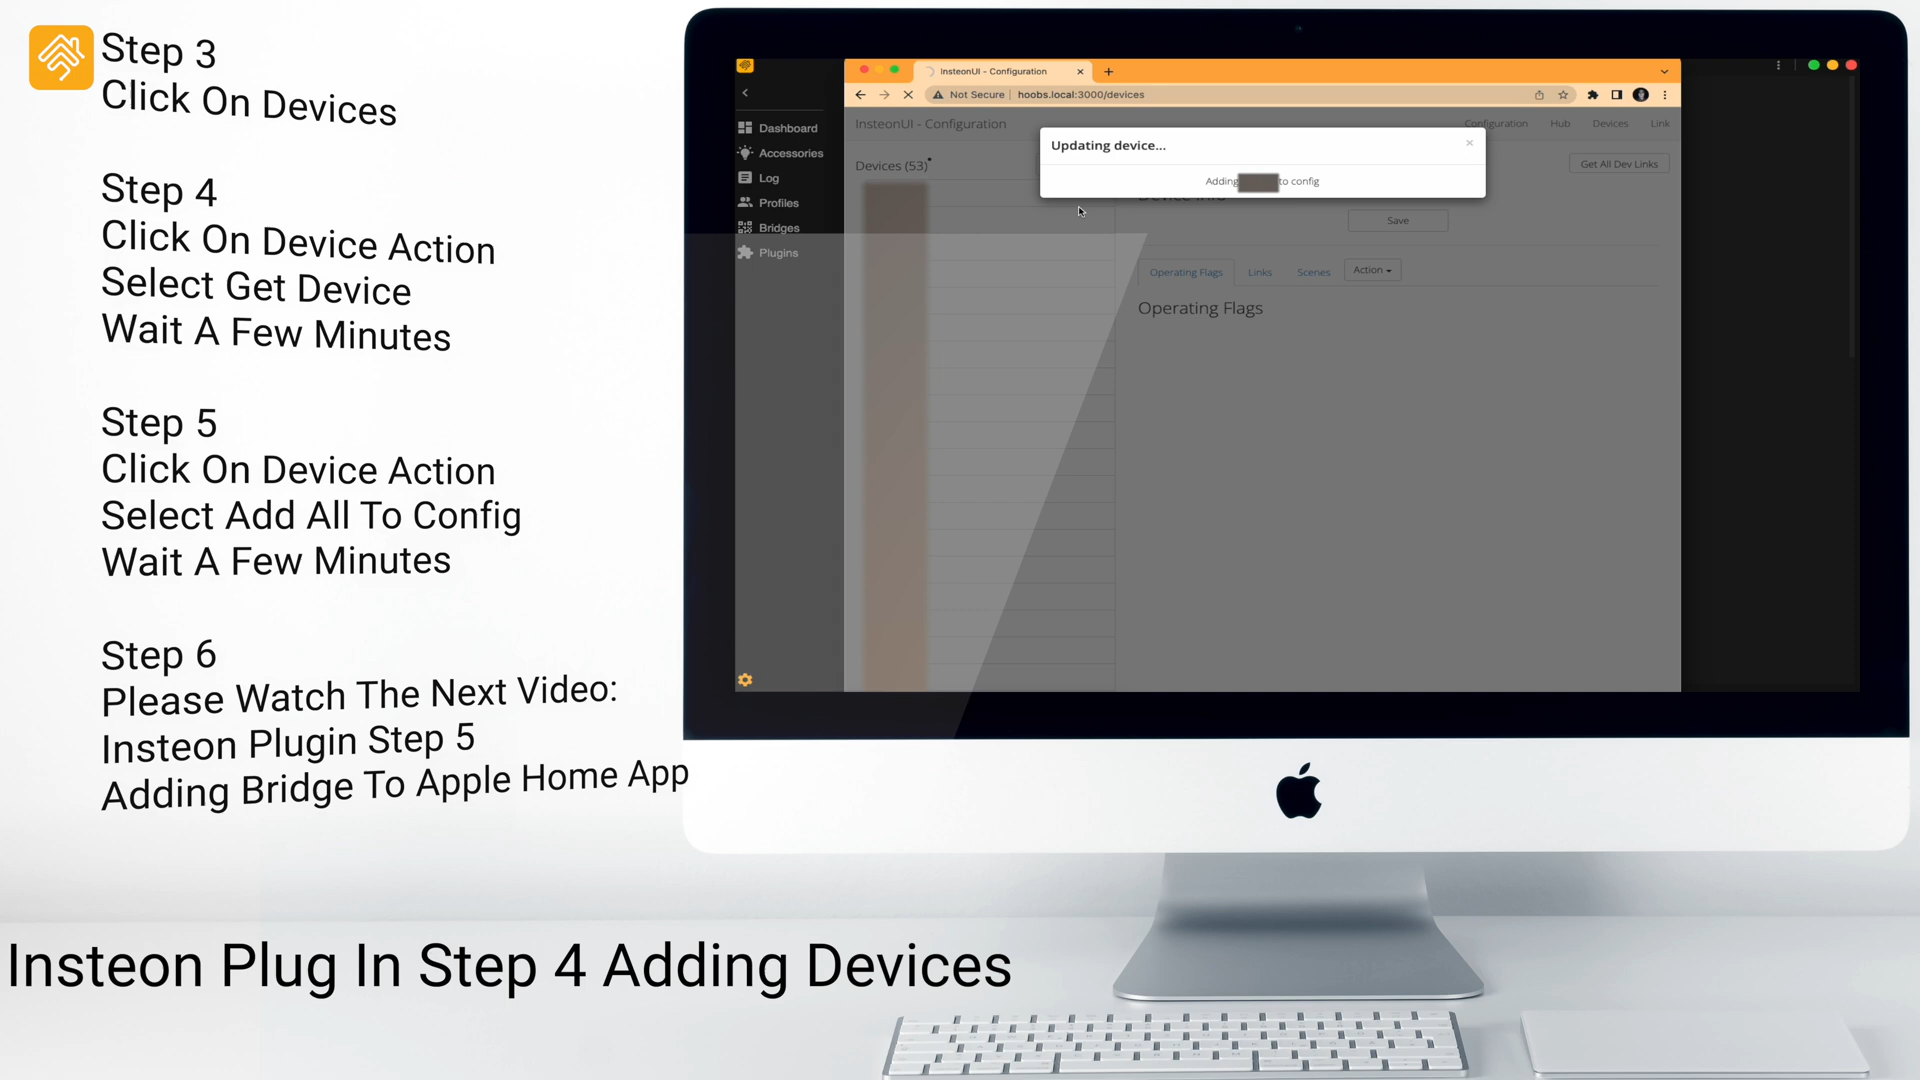 Step 3
Click On Devices
Step 4
Click On Device Action
Select Get Device
Wait A Few Minutes
Step 5
Click On Device Action
Select Add All To Config
Wait A Few Minutes
Step 6
Please Watch The Next Video:
Insteon Plugin Step 5
Adding Bridge To Apple Home App
Insteon Plug In Step 4 Adding Devices
InsteonUI - Configuration
Not Secure | hoobs.local:3000/devices
Dashboard
Accessories
Log
Profiles
Bridges
Plugins
InsteonUI - Configuration
Configuration Hub Devices Link
Updating device...
Adding to config
Devices (53)*
Get All Dev Links
Device Info
Save
Operating Flags Links Scenes Action
Operating Flags